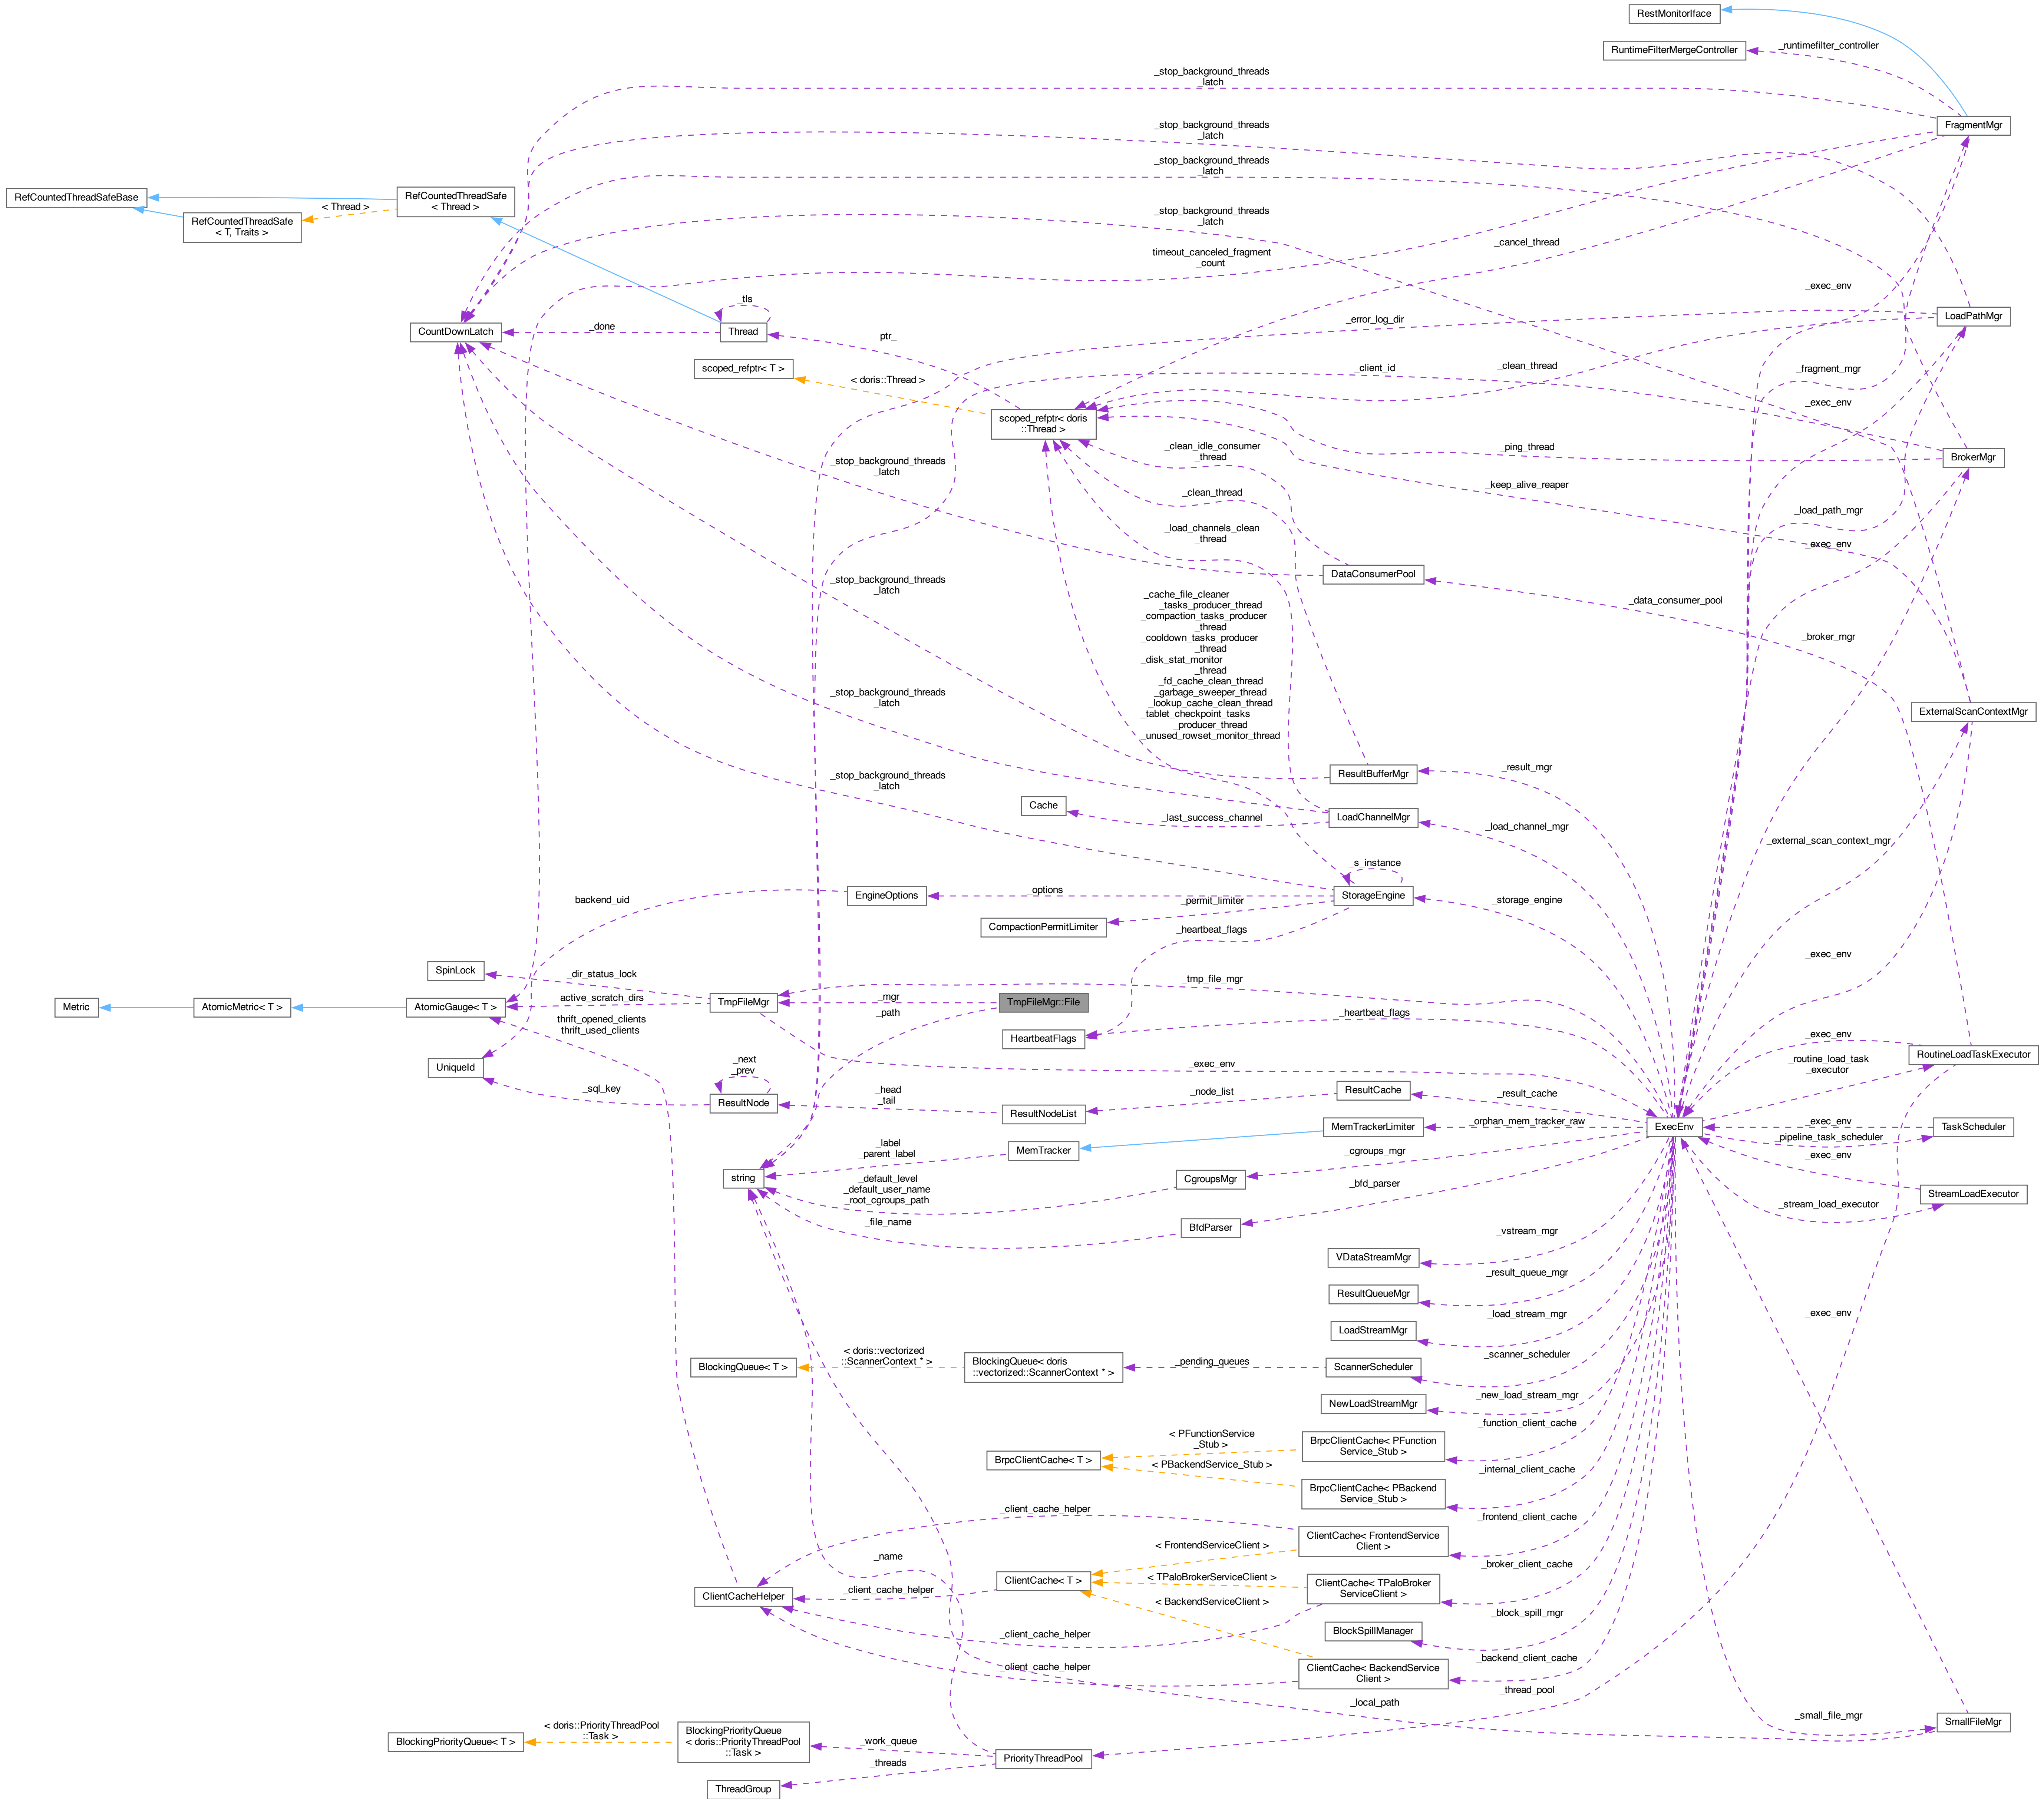 RestMonitorIface
RuntimeFilterMergeController
_runtimefilter_controller
_stop_background_threads
_latch
FragmentMgr
_stop_background_threads
_latch
_stop_background_threads
_latch
RefCountedThreadSafeBase
RefCountedThreadSafe
< Thread >
< Thread >
RefCountedThreadSafe
< T, Traits >
_stop_background_threads
_latch
_cancel_thread
timeout_canceled_fragment
_count
_exec_env
_tls
CountDownLatch
_done
Thread
ptr_
_error_log_dir
LoadPathMgr
scoped_refptr< T >
< doris::Thread >
_client_id
_clean_thread
_fragment_mgr
_exec_env
scoped_refptr< doris
::Thread >
_clean_idle_consumer
_thread
_ping_thread
BrokerMgr
_stop_background_threads
_latch
_keep_alive_reaper
_clean_thread
_load_path_mgr
_load_channels_clean
_thread
_exec_env
DataConsumerPool
_stop_background_threads
_latch
_cache_file_cleaner
_tasks_producer_thread
_compaction_tasks_producer
_thread
_cooldown_tasks_producer
_thread
_disk_stat_monitor
_thread
_fd_cache_clean_thread
_garbage_sweeper_thread
_lookup_cache_clean_thread
_tablet_checkpoint_tasks
_producer_thread
_unused_rowset_monitor_thread
_data_consumer_pool
_broker_mgr
_stop_background_threads
_latch
ExternalScanContextMgr
_stop_background_threads
_latch
ResultBufferMgr
_result_mgr
Cache
_last_success_channel
LoadChannelMgr
_load_channel_mgr
_external_scan_context_mgr
_s_instance
backend_uid
EngineOptions
_options
StorageEngine
_storage_engine
_permit_limiter
CompactionPermitLimiter
_heartbeat_flags
_exec_env
SpinLock
_dir_status_lock
_tmp_file_mgr
Metric
AtomicMetric< T >
AtomicGauge< T >
active_scratch_dirs
TmpFileMgr
_mgr
TmpFileMgr::File
_path
thrift_opened_clients
thrift_used_clients
HeartbeatFlags
_heartbeat_flags
_exec_env
RoutineLoadTaskExecutor
UniqueId
_next
_prev
_exec_env
_routine_load_task
_executor
_sql_key
ResultNode
_head
_tail
ResultNodeList
_node_list
ResultCache
_result_cache
MemTrackerLimiter
_orphan_mem_tracker_raw
ExecEnv
_exec_env
TaskScheduler
_pipeline_task_scheduler
_label
_parent_label
MemTracker
_cgroups_mgr
_exec_env
string
_default_level
_default_user_name
_root_cgroups_path
CgroupsMgr
_bfd_parser
StreamLoadExecutor
_stream_load_executor
_file_name
BfdParser
_vstream_mgr
VDataStreamMgr
_result_queue_mgr
ResultQueueMgr
_load_stream_mgr
_exec_env
LoadStreamMgr
BlockingQueue< T >
< doris::vectorized
::ScannerContext * >
BlockingQueue< doris
::vectorized::ScannerContext * >
_pending_queues
ScannerScheduler
_scanner_scheduler
NewLoadStreamMgr
_new_load_stream_mgr
_function_client_cache
< PFunctionService
_Stub >
BrpcClientCache< PFunction
Service_Stub >
BrpcClientCache< T >
< PBackendService_Stub >
_internal_client_cache
BrpcClientCache< PBackend
Service_Stub >
_client_cache_helper
_frontend_client_cache
ClientCache< FrontendService
Client >
_name
< FrontendServiceClient >
_broker_client_cache
ClientCache< T >
< TPaloBrokerServiceClient >
ClientCache< TPaloBroker
ServiceClient >
ClientCacheHelper
_client_cache_helper
< BackendServiceClient >
_block_spill_mgr
BlockSpillManager
_client_cache_helper
_backend_client_cache
_client_cache_helper
ClientCache< BackendService
Client >
_thread_pool
_local_path
_small_file_mgr
SmallFileMgr
BlockingPriorityQueue< T >
< doris::PriorityThreadPool
::Task >
BlockingPriorityQueue
< doris::PriorityThreadPool
::Task >
_work_queue
PriorityThreadPool
_threads
ThreadGroup